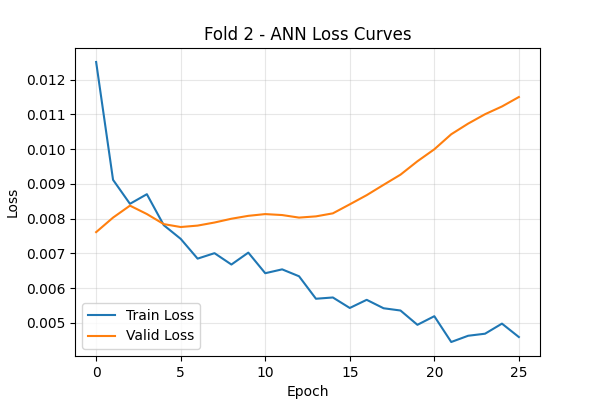 Fold 2 - ANN Loss Curves
0.012
0.011
0.010
0.009
0.008
0.007
0.006
0.005
Loss
Train Loss
Valid Loss
0 5 10 15 20 25
Epoch